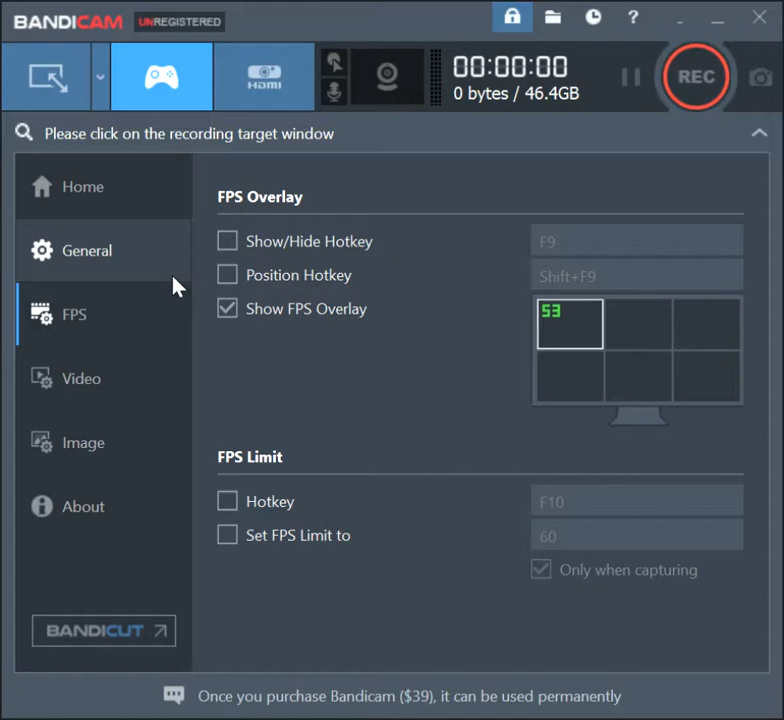 BANDICAM UNREGISTERED
?
HDMI
00:00:00
0 bytes / 46.4GB
REC
Please click on the recording target window
Home
General
FPS
Video
Image
About
BANDICUT
FPS Overlay
Show/Hide Hotkey
F9
Position Hotkey
Shift+F9
Show FPS Overlay
53
FPS Limit
Hotkey
F10
Set FPS Limit to
60
Only when capturing
Once you purchase Bandicam ($39), it can be used permanently